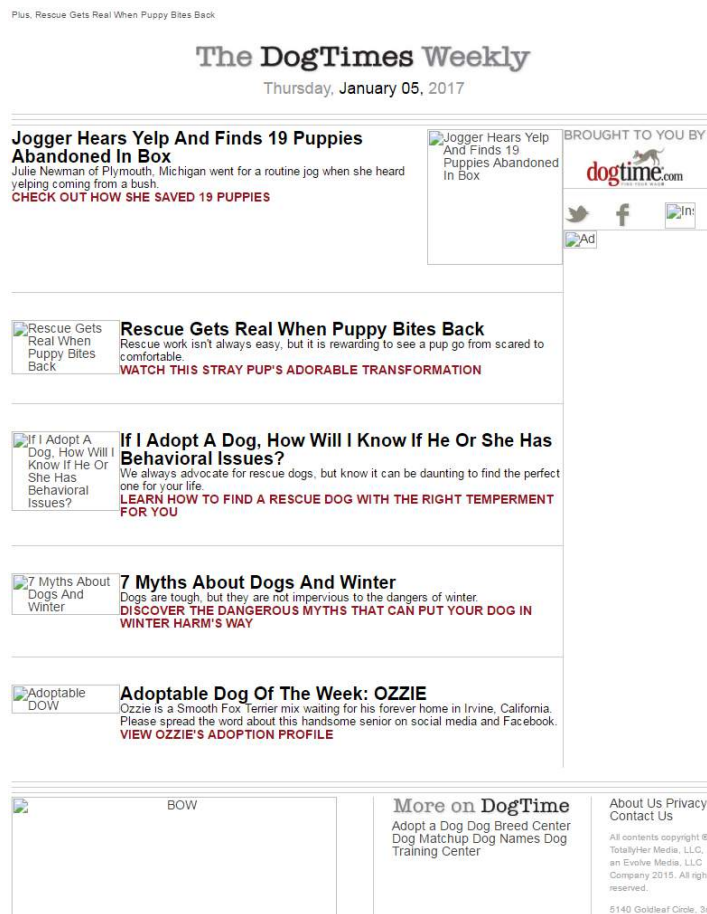 Plus, Rescue Gets Real When Puppy Bites Back
The DogTimes Weekly
Thursday, January 05, 2017
Jogger Hears Yelp And Finds 19 Puppies
Abandoned In Box
Julie Newman of Plymouth, Michigan went for a routine jog when she heard
yelping coming from a bush.
CHECK OUT HOW SHE SAVED 19 PUPPIES
Jogger Hears Yelp
And Finds 19
Puppies Abandoned
In Box
BROUGHT TO YOU BY
dogtime.com
Ins
Ad
Rescue Gets
Real When
Puppy Bites
Back
Rescue Gets Real When Puppy Bites Back
Rescue work isn't always easy, but it is rewarding to see a pup go from scared to
comfortable.
WATCH THIS STRAY PUP'S ADORABLE TRANSFORMATION
If I Adopt A
Dog, How Will I
Know If He Or
She Has
Behavioral
Issues?
If I Adopt A Dog, How Will I Know If He Or She Has
Behavioral Issues?
We always advocate for rescue dogs, but know it can be daunting to find the perfect
one for your life.
LEARN HOW TO FIND A RESCUE DOG WITH THE RIGHT TEMPERMENT
FOR YOU
7 Myths About
Dogs And
Winter
7 Myths About Dogs And Winter
Dogs are tough, but they are not impervious to the dangers of winter.
DISCOVER THE DANGEROUS MYTHS THAT CAN PUT YOUR DOG IN
WINTER HARM'S WAY
Adoptable
DOW
Adoptable Dog Of The Week: OZZIE
Ozzie is a Smooth Fox Terrier mix waiting for his forever home in Irvine, California.
Please spread the word about this handsome senior on social media and Facebook.
VIEW OZZIE'S ADOPTION PROFILE
BOW
More on DogTime
Adopt a Dog Dog Breed Center
Dog Matchup Dog Names Dog
Training Center
About Us Privacy
Contact Us
All contents copyright ©
TotallyHer Media, LLC,
an Evolve Media, LLC
Company 2015. All righ
reserved.
5140 Goldleaf Circle, 3